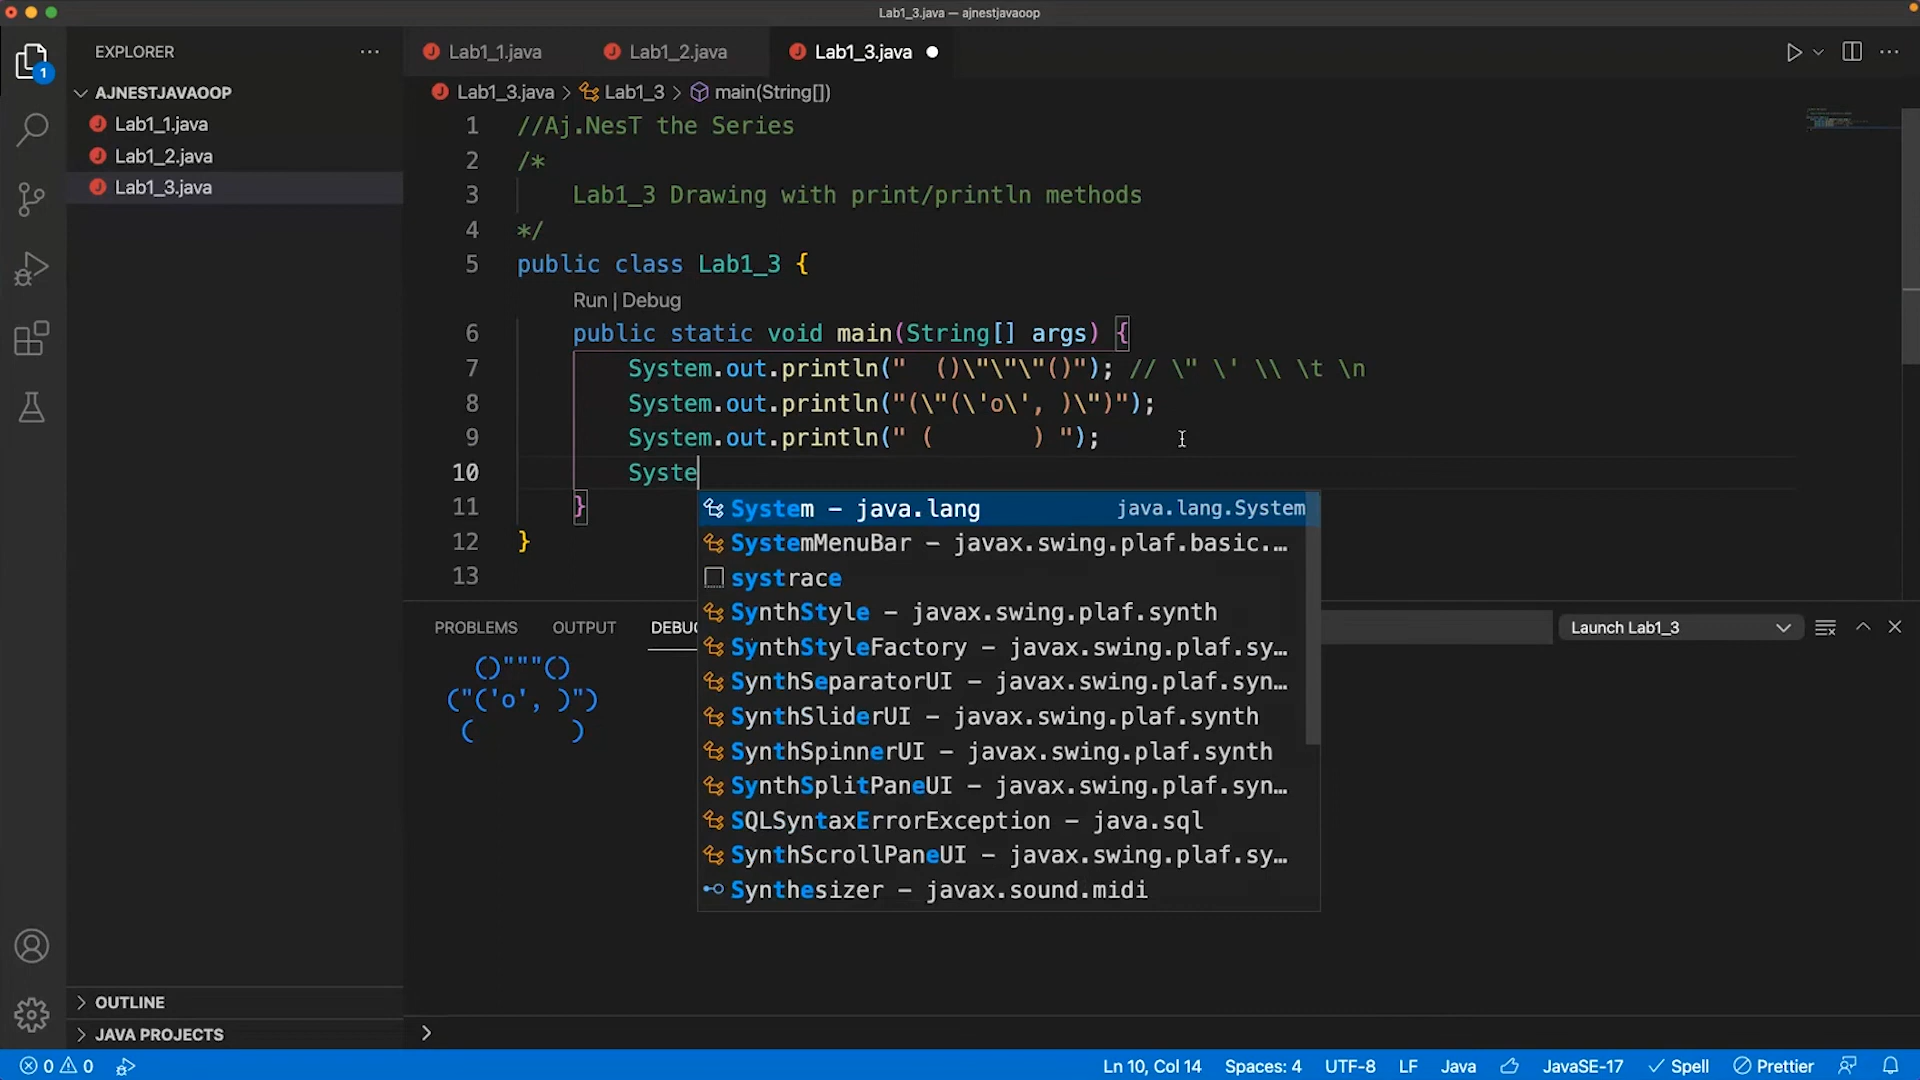 Lab1_3.java — ajnestjavaoop
1
EXPLORER
AJNESTJAVAOOP
Lab1_1.java
Lab1_2.java
Lab1_3.java
OUTLINE
JAVA PROJECTS
Lab1_1.java
Lab1_2.java
Lab1_3.java
Lab1_3.java > Lab1_3 > main(String[])
1 //Aj.NesT the Series
2 /*
3 Lab1_3 Drawing with print/println methods
4 */
5 public class Lab1_3 {
Run | Debug
6 public static void main(String[] args) {
7 System.out.println("  ()\"\"\"()"); // \" \' \\ \t \n
8 System.out.println("(\"(\'o\', )\")");
9 System.out.println(" (       ) ");
10 Syste
11 }
12 }
13
System – java.lang java.lang.System
SystemMenuBar – javax.swing.plaf.basic.…
systrace
SynthStyle – javax.swing.plaf.synth
SynthStyleFactory – javax.swing.plaf.sy…
SynthSeparatorUI – javax.swing.plaf.syn…
SynthSliderUI – javax.swing.plaf.synth
SynthSpinnerUI – javax.swing.plaf.synth
SynthSplitPaneUI – javax.swing.plaf.syn…
SQLSyntaxErrorException – java.sql
SynthScrollPaneUI – javax.swing.plaf.sy…
Synthesizer – javax.sound.midi
PROBLEMS OUTPUT DEBUG Launch Lab1_3
()"""()
("('o', )")
(       )
0 0 Ln 10, Col 14 Spaces: 4 UTF-8 LF Java JavaSE-17 Spell Prettier